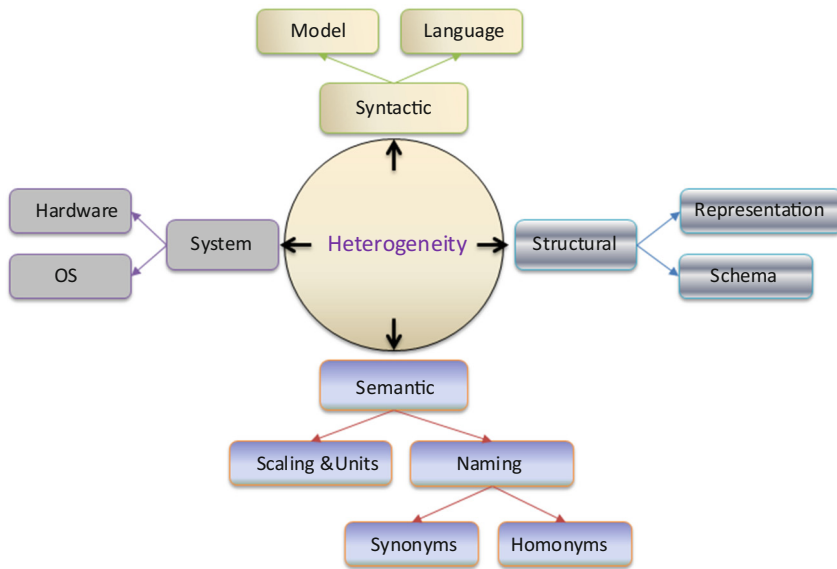 Model
Language
Syntactic
Hardware
Representation
System
Heterogeneity
Structural
OS
Schema
Semantic
Scaling &Units
Naming
Synonyms
Homonyms